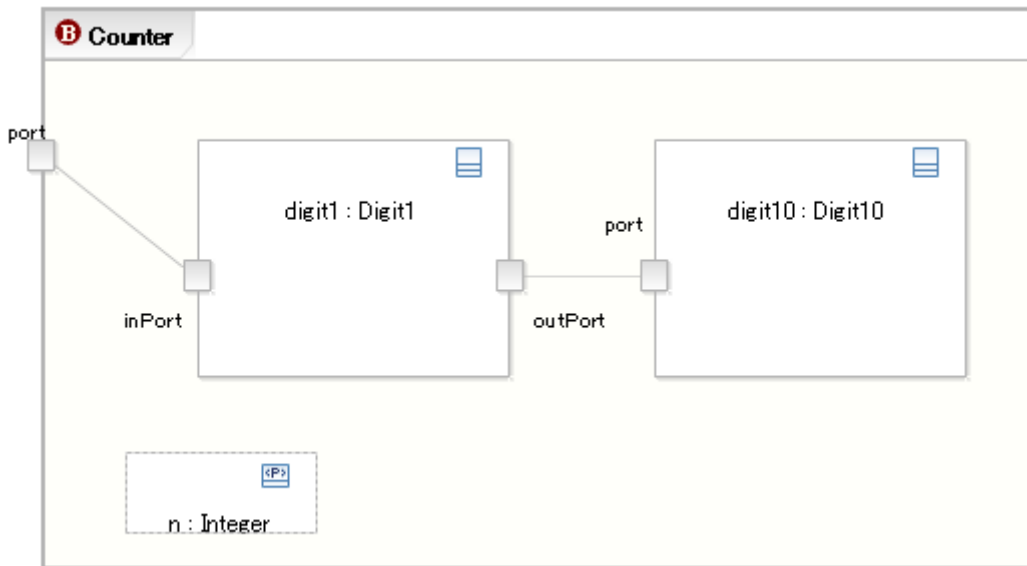 B Counter
port
digit1 : Digit1
digit10 : Digit10
port
inPort
outPort
<P>
n : Integer